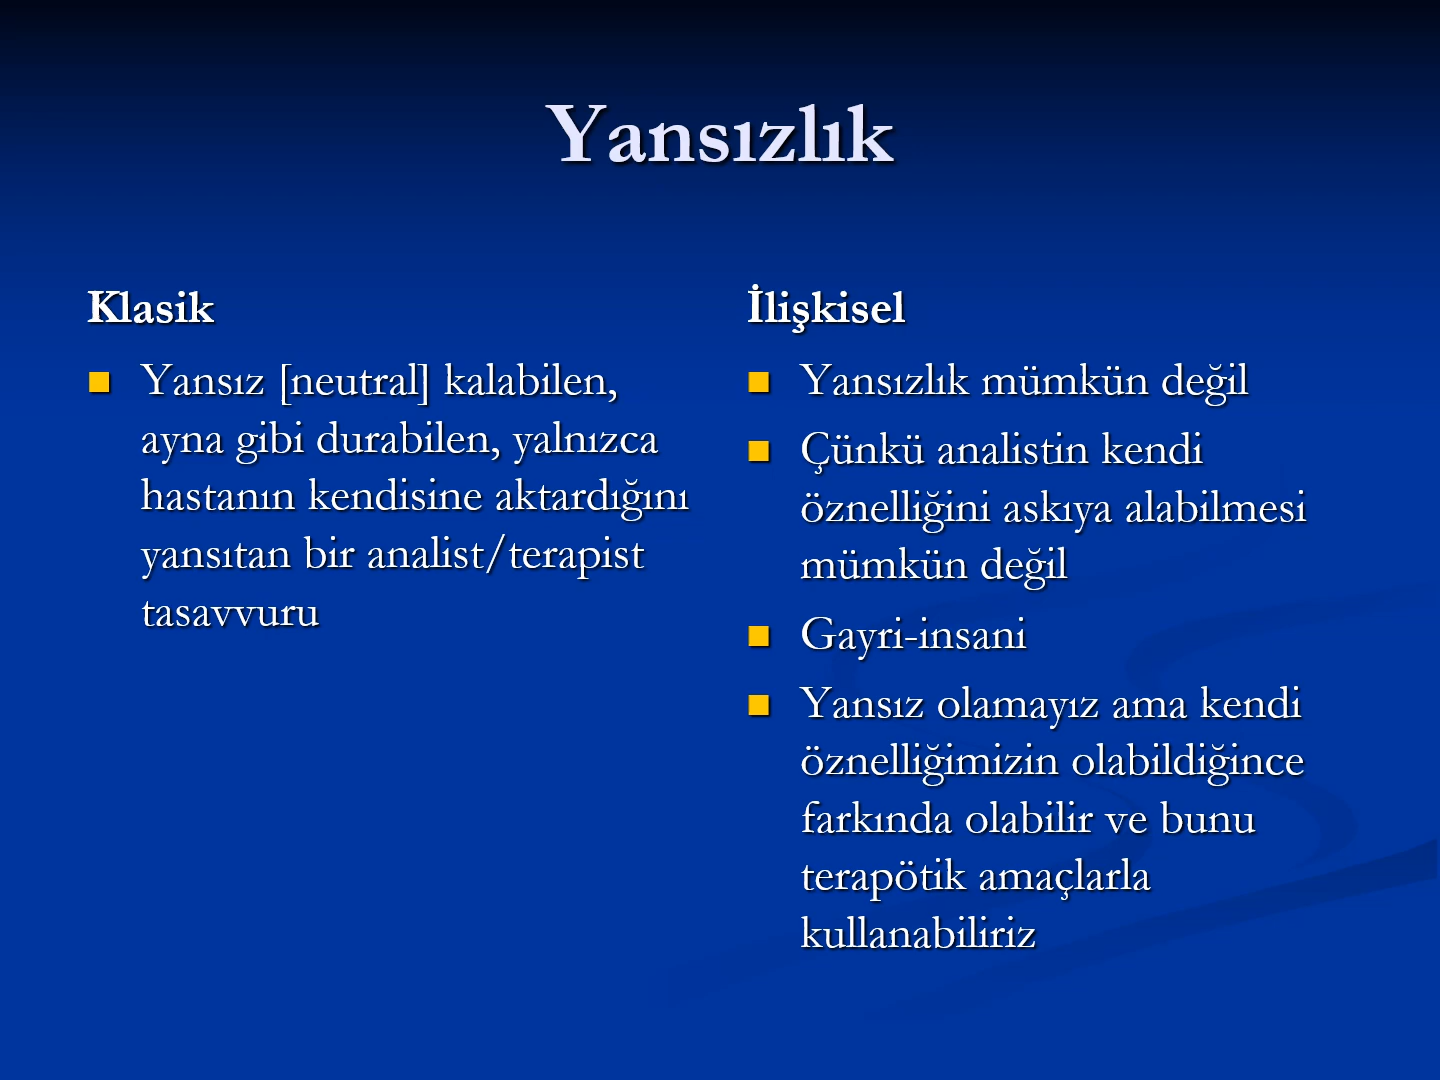 Yansızlık
Klasik
Yansız [neutral] kalabilen,
ayna gibi durabilen, yalnızca
hastanın kendisine aktardığını
yansıtan bir analist/terapist
tasavvuru
İlişkisel
Yansızlık mümkün değil
Çünkü analistin kendi
öznelliğini askıya alabilmesi
mümkün değil
Gayri-insani
Yansız olamayız ama kendi
öznelliğimizin olabildiğince
farkında olabilir ve bunu
terapötik amaçlarla
kullanabiliriz